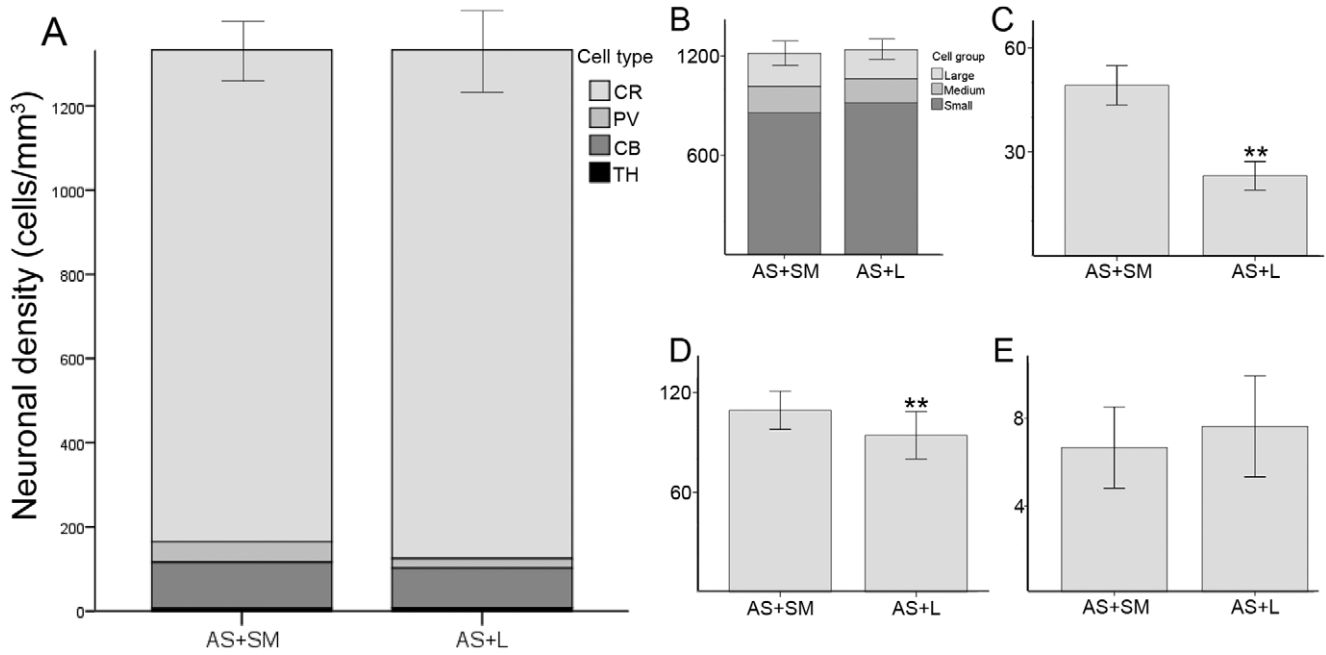 A
Neuronal density (cells/mm³)
1200
1000
800
600
400
200
0
AS+SM
AS+L
Cell type
CR
PV
CB
TH
B
1200
600
AS+SM
AS+L
Cell group
Large
Medium
Small
C
60
30
**
AS+SM
AS+L
D
120
60
**
AS+SM
AS+L
E
8
4
AS+SM
AS+L